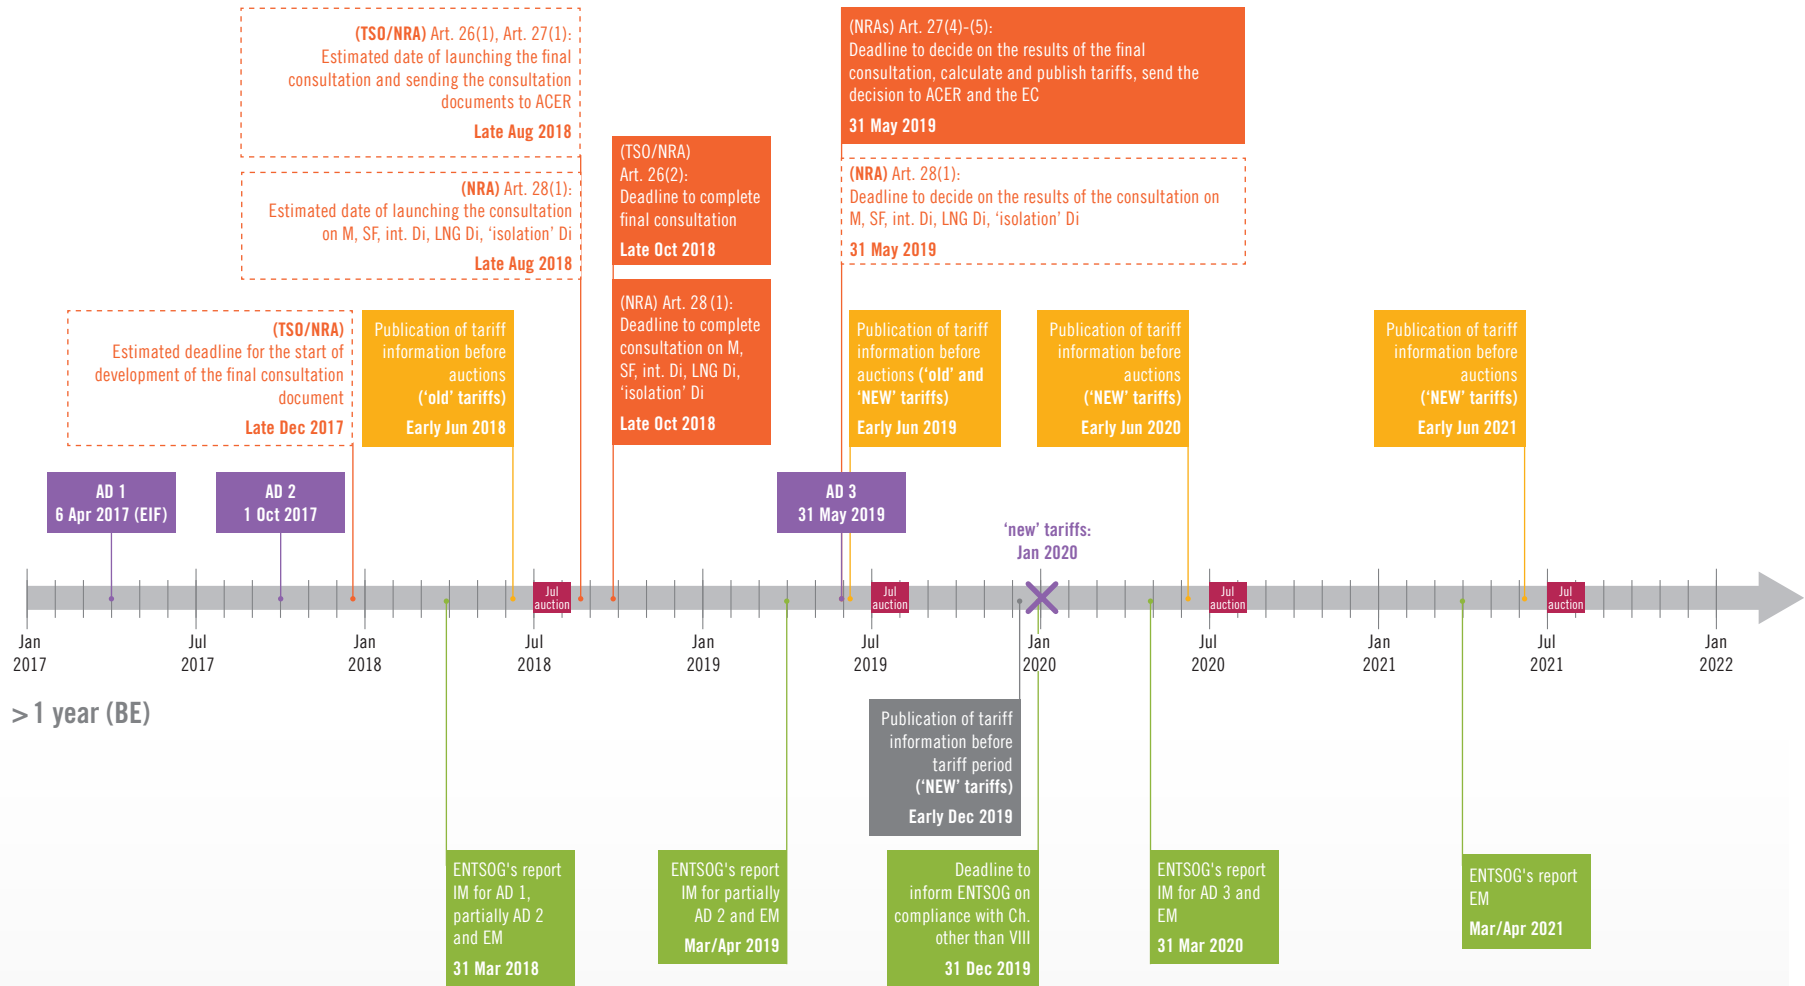 (TSO/NRA) Art. 26(1), Art. 27(1):
Estimated date of launching the final
consultation and sending the consultation
documents to ACER
Late Aug 2018
(NRA) Art. 28(1):
Estimated date of launching the consultation
on M, SF, int. Di, LNG Di, ‘isolation’ Di
Late Aug 2018
(TSO/NRA)
Art. 26(2):
Deadline to complete
final consultation
Late Oct 2018
(NRA) Art. 28 (1):
Deadline to complete
consultation on M,
SF, int. Di, LNG Di,
‘isolation’ Di
Late Oct 2018
(NRAs) Art. 27(4)-(5):
Deadline to decide on the results of the final
consultation, calculate and publish tariffs, send the
decision to ACER and the EC
31 May 2019
(NRA) Art. 28(1):
Deadline to decide on the results of the consultation on
M, SF, int. Di, LNG Di, ‘isolation’ Di
31 May 2019
(TSO/NRA)
Estimated deadline for the start of
development of the final consultation
document
Late Dec 2017
Publication of tariff
information before
auctions
(‘old’ tariffs)
Early Jun 2018
Publication of tariff
information before
auctions (‘old’ and
‘NEW’ tariffs)
Early Jun 2019
Publication of tariff
information before
auctions
(‘NEW’ tariffs)
Early Jun 2020
Publication of tariff
information before
auctions
(‘NEW’ tariffs)
Early Jun 2021
AD 1
6 Apr 2017 (EIF)
AD 2
1 Oct 2017
AD 3
31 May 2019
‘new’ tariffs:
Jan 2020
Jul
auction
Jul
auction
Jul
auction
Jul
auction
Jan
2017
Jul
2017
Jan
2018
Jul
2018
Jan
2019
Jul
2019
Jan
2020
Jul
2020
Jan
2021
Jul
2021
Jan
2022
> 1 year (BE)
Publication of tariff
information before
tariff period
(‘NEW’ tariffs)
Early Dec 2019
ENTSOG's report
IM for AD 1,
partially AD 2
and EM
31 Mar 2018
ENTSOG's report
IM for partially
AD 2 and EM
Mar/Apr 2019
Deadline to
inform ENTSOG on
compliance with Ch.
other than VIII
31 Dec 2019
ENTSOG's report
IM for AD 3 and
EM
31 Mar 2020
ENTSOG's report
EM
Mar/Apr 2021